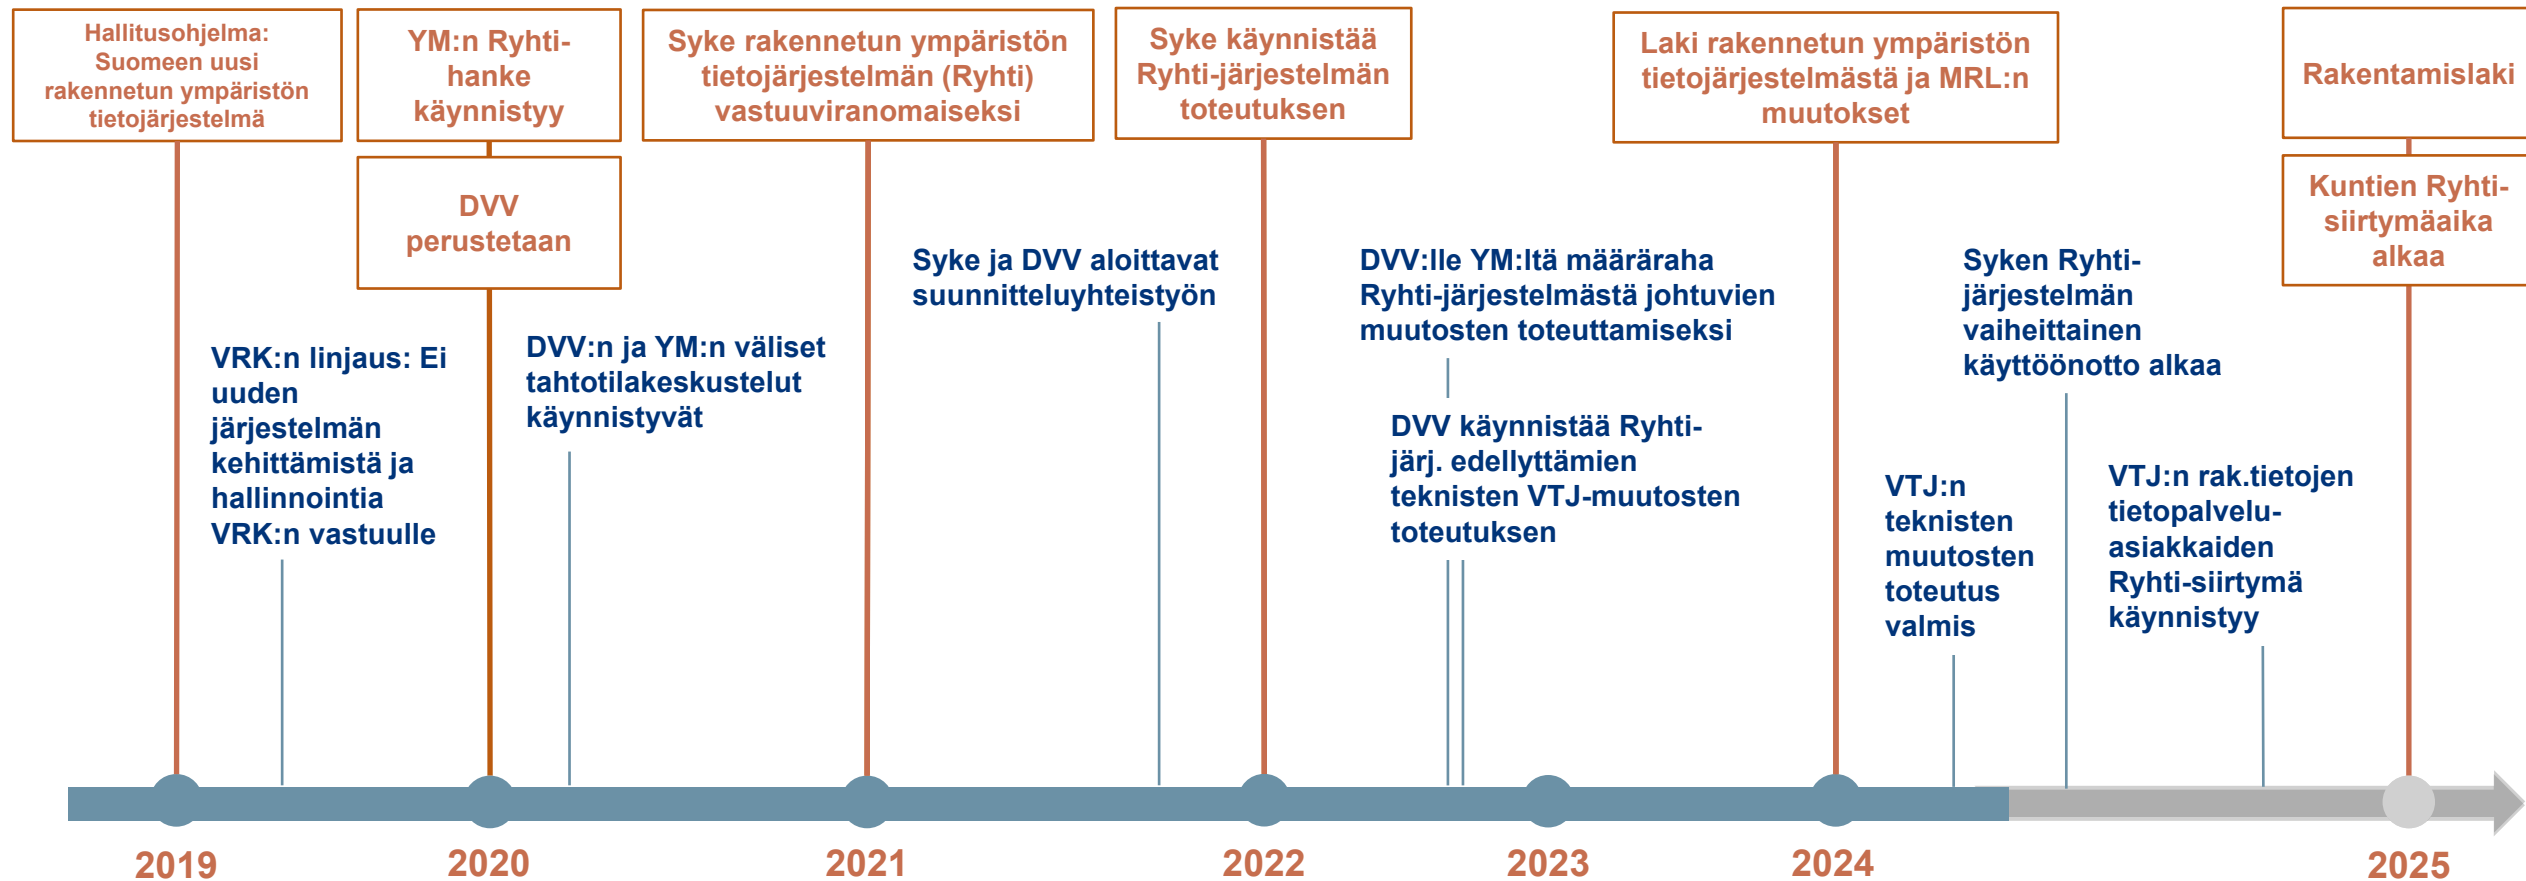 Hallitusohjelma:
Suomeen uusi
rakennetun ympäristön
tietojärjestelmä
YM:n Ryhti-
hanke
käynnistyy
DVV
perustetaan
Syke rakennetun ympäristön
tietojärjestelmän (Ryhti)
vastuuviranomaiseksi
Syke käynnistää
Ryhti-järjestelmän
toteutuksen
Laki rakennetun ympäristön
tietojärjestelmästä ja MRL:n
muutokset
Rakentamislaki
Kuntien Ryhti-
siirtymäaika
alkaa
VRK:n linjaus: Ei
uuden
järjestelmän
kehittämistä ja
hallinnointia
VRK:n vastuulle
DVV:n ja YM:n väliset
tahtotilakeskustelut
käynnistyvät
Syke ja DVV aloittavat
suunnitteluyhteistyön
DVV:lle YM:ltä määräraha
Ryhti-järjestelmästä johtuvien
muutosten toteuttamiseksi
DVV käynnistää Ryhti-
järj. edellyttämien
teknisten VTJ-muutosten
toteutuksen
VTJ:n
teknisten
muutosten
toteutus
valmis
Syken Ryhti-
järjestelmän
vaiheittainen
käyttöönotto alkaa
VTJ:n rak.tietojen
tietopalvelu-
asiakkaiden
Ryhti-siirtymä
käynnistyy
2019
2020
2021
2022
2023
2024
2025